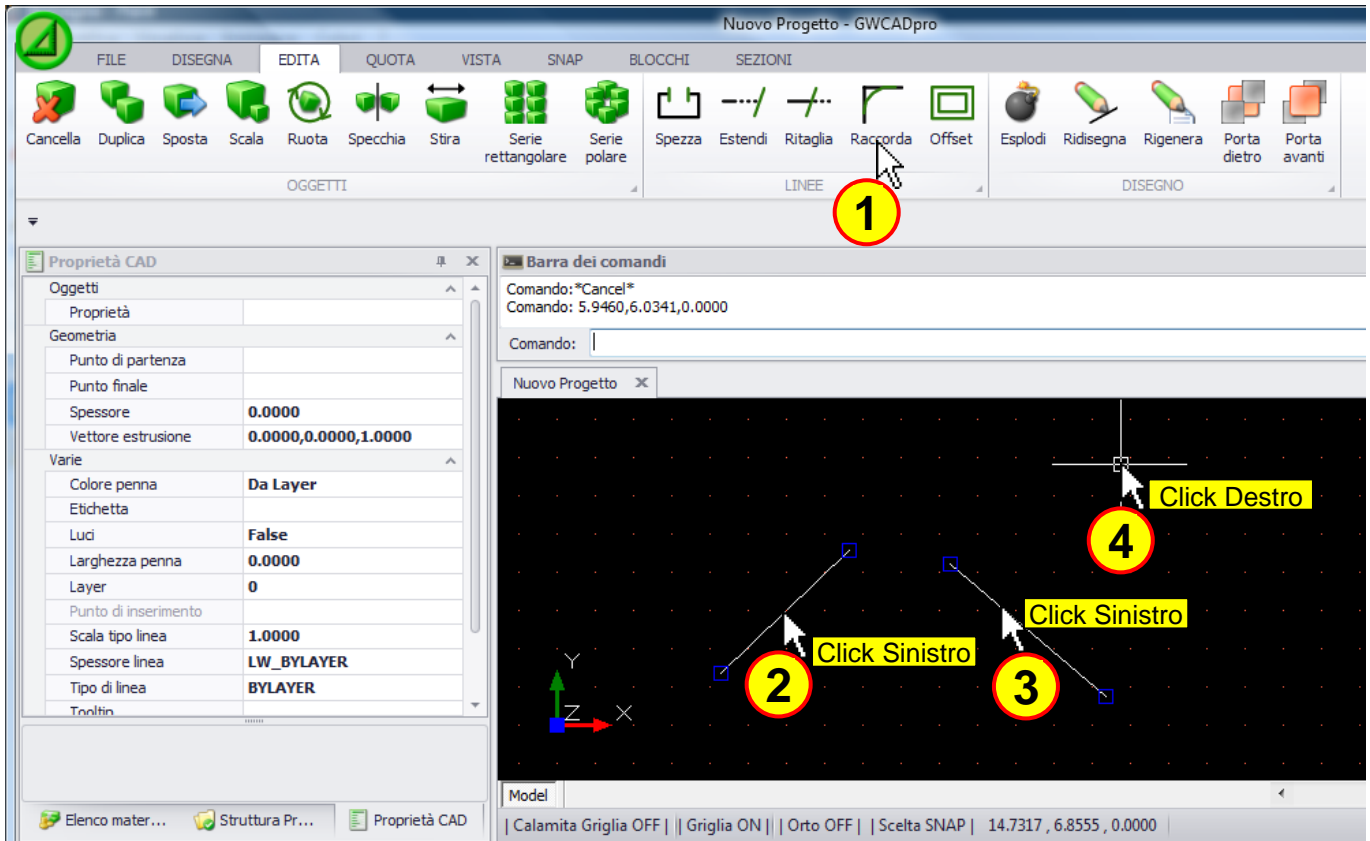 Nuovo Progetto - GWCADpro
FILE DISEGNA EDITA QUOTA VISTA SNAP BLOCCHI SEZIONI
Cancella Duplica Sposta Scala Ruota Specchia Stira Serie rettangolare Serie polare Spezza Estendi Ritaglia Raccorda Offset Esplodi Ridisegna Rigenera Porta dietro Porta avanti
OGGETTI LINEE DISEGNO
1
Proprietà CAD
Oggetti
Proprietà
Geometria
Punto di partenza
Punto finale
Spessore 0.0000
Vettore estrusione 0.0000,0.0000,1.0000
Varie
Colore penna Da Layer
Etichetta
Luci False
Larghezza penna 0.0000
Layer 0
Punto di inserimento
Scala tipo linea 1.0000
Spessore linea LW_BYLAYER
Tipo di linea BYLAYER
Tooltip
Elenco mater... Struttura Pr... Proprietà CAD
Barra dei comandi
Comando:*Cancel*
Comando: 5.9460,6.0341,0.0000
Comando:
Nuovo Progetto
Click Destro
4
Click Sinistro
3
Click Sinistro
2
Y
Z X
Model
| Calamita Griglia OFF | | Griglia ON | | Orto OFF | | Scelta SNAP | 14.7317 , 6.8555 , 0.0000